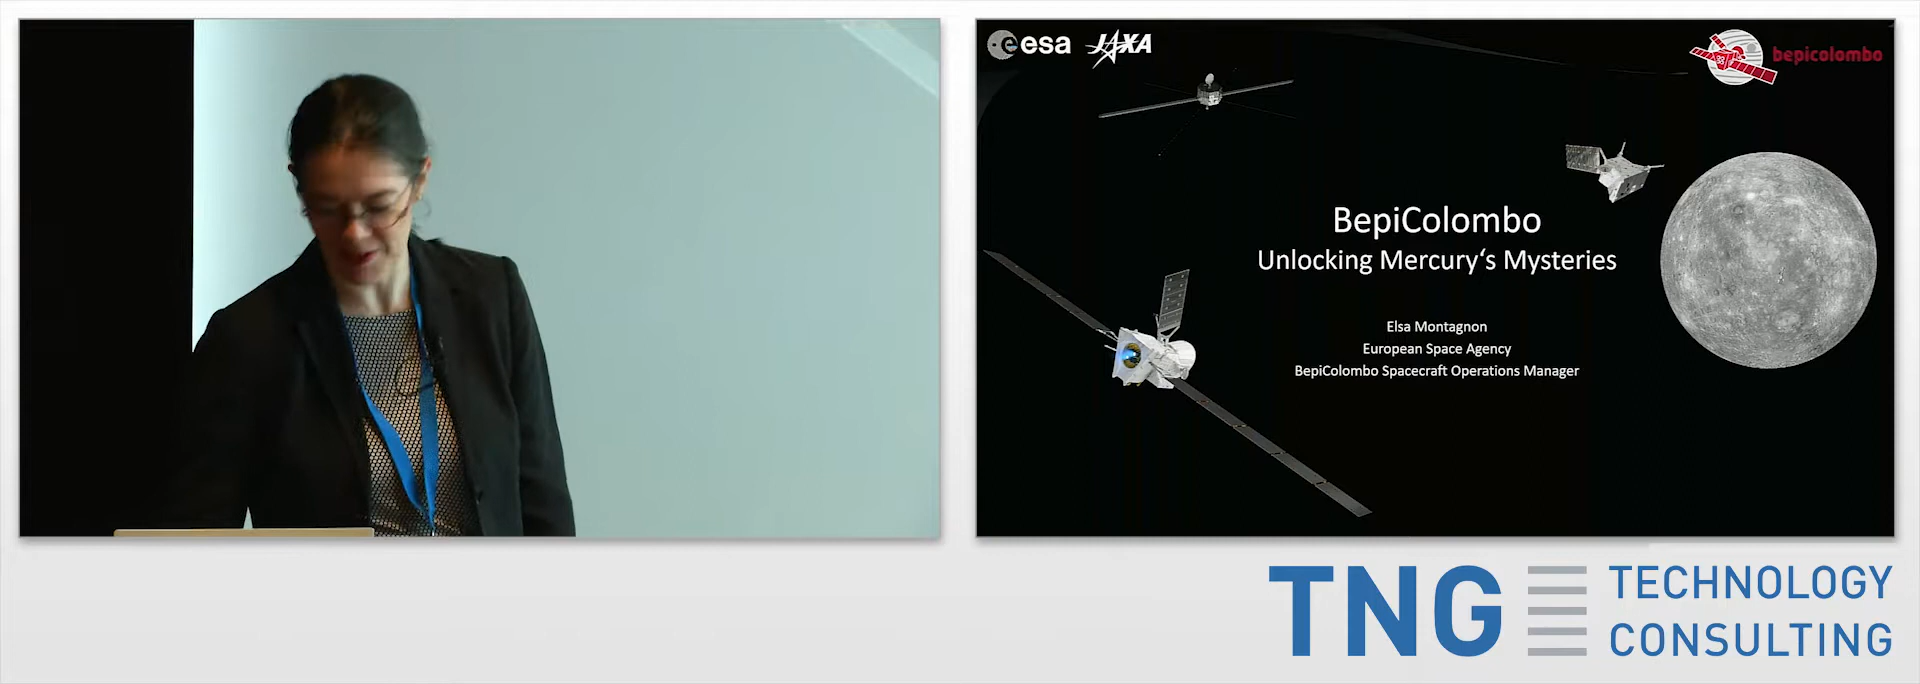 esa
JAXA
bepicolombo
BepiColombo
Unlocking Mercury‘s Mysteries
Elsa Montagnon
European Space Agency
BepiColombo Spacecraft Operations Manager
TNG
TECHNOLOGY
CONSULTING